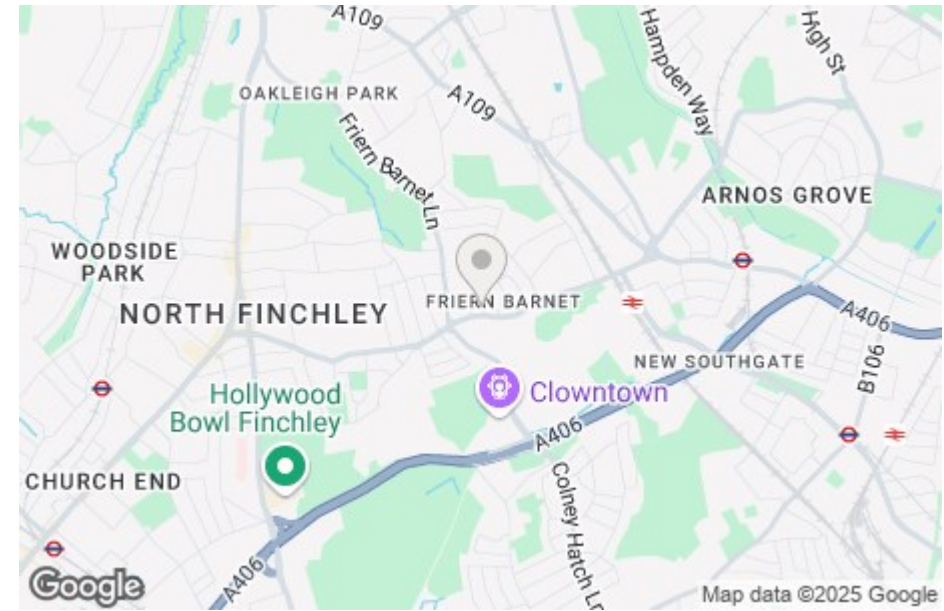 A109
Hampden Way
High St
OAKLEIGH PARK
A109
Friern Barnet Ln
ARNOS GROVE
WOODSIDE
PARK
NORTH FINCHLEY
FRIERN BARNET
A406
NEW SOUTHGATE
B106
Hollywood
Bowl Finchley
Clowntown
A406
CHURCH END
Colney Hatch Ln
A406
Google
Map data ©2025 Google